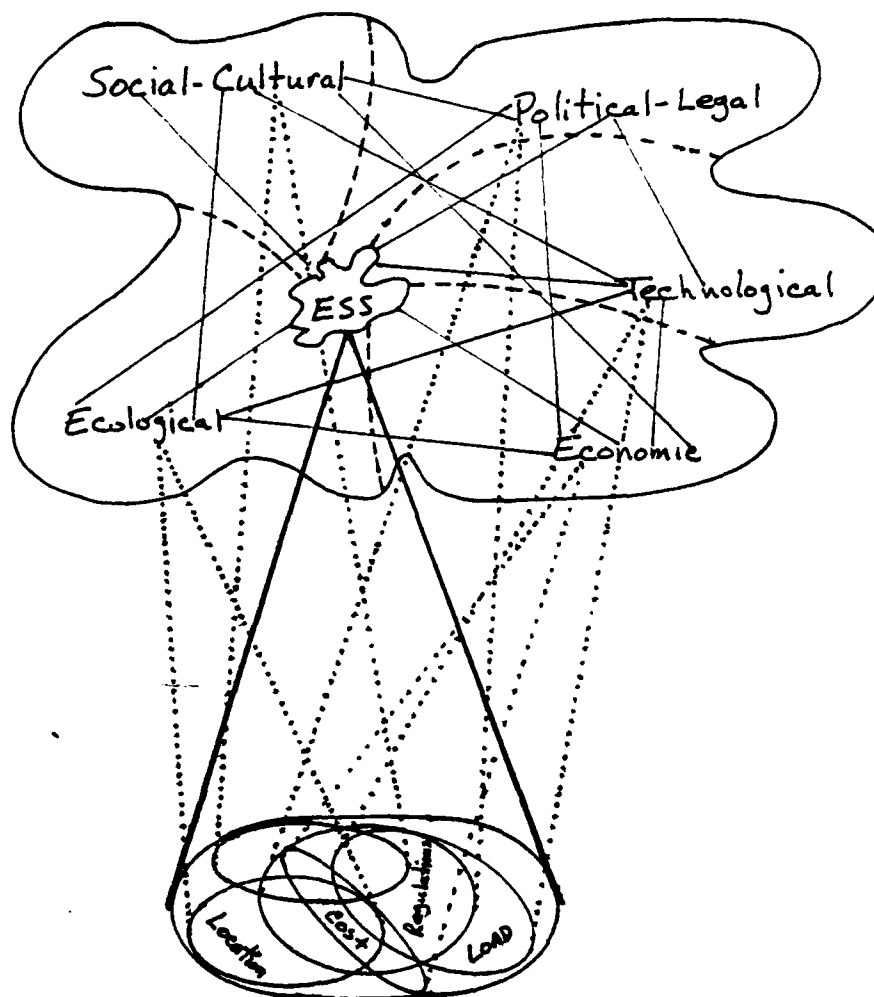 Social-Cultural
Political-Legal
ESS
Technological
Ecological
Economic
Location
Cost
Regulations
LOAD